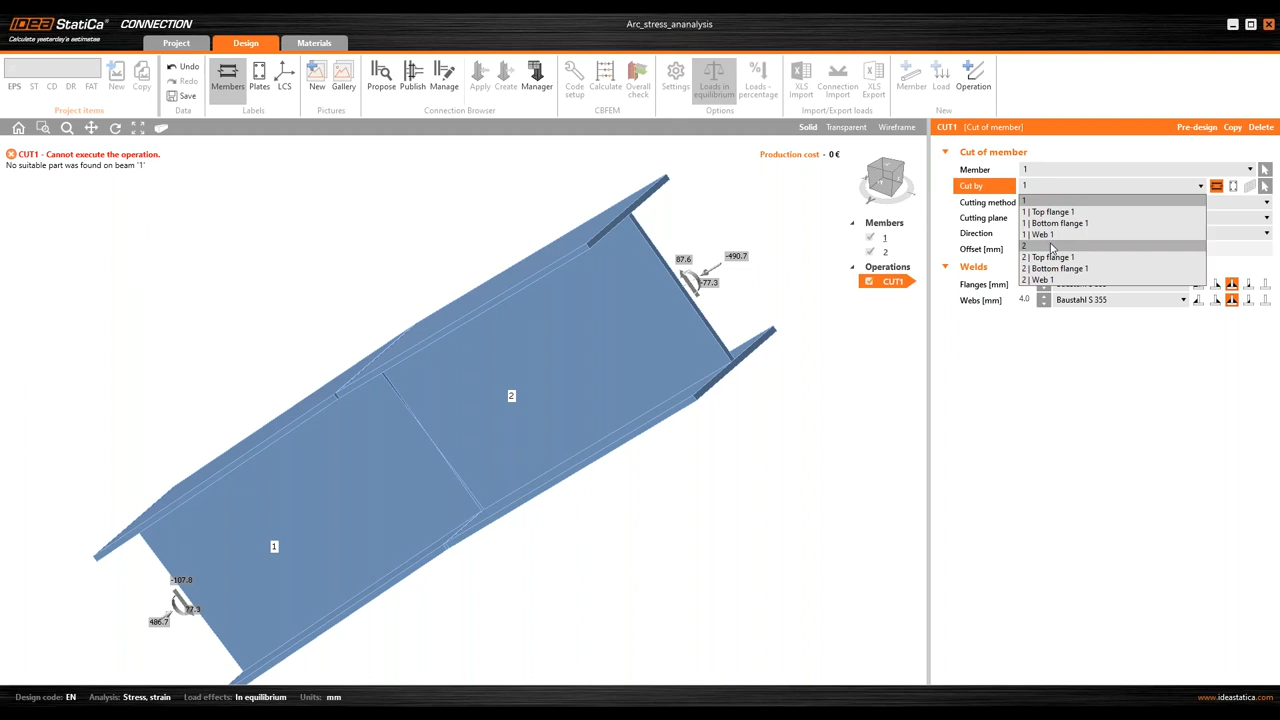 IDEA StatiCa® CONNECTION
Calculate yesterday's estimates
Arc_stress_ananalysis
Project Design Materials
EPS ST CD DR FAT
New Copy
Project items
Undo
Redo
Save
Data
Members Plates LCS
Labels
New Gallery
Pictures
Propose Publish Manage Apply Create Manager
Connection Browser
Code setup Calculate Overall check
CBFEM
Settings Loads in equilibrium Loads - percentage
Options
XLS Import Connection Import XLS Export
Import/Export loads
Member Load Operation
New
Solid Transparent Wireframe
CUT1 [Cut of member] Pre-design Copy Delete
CUT1 - Cannot execute the operation.
No suitable part was found on beam '1'
Production cost - 0 €
Members
1
2
Operations
CUT1
Cut of member
Member 1
Cut by 1
Cutting method
Cutting plane
Direction
Offset [mm]
1
1 | Top flange 1
1 | Bottom flange 1
1 | Web 1
2
2 | Top flange 1
2 | Bottom flange 1
2 | Web 1
Welds
Flanges [mm]
Webs [mm] 4.0 Baustahl S 355
87.6
-490.7
-77.3
2
1
-107.8
77.3
486.7
Design code: EN Analysis: Stress, strain Load effects: In equilibrium Units: mm
www.ideastatica.com